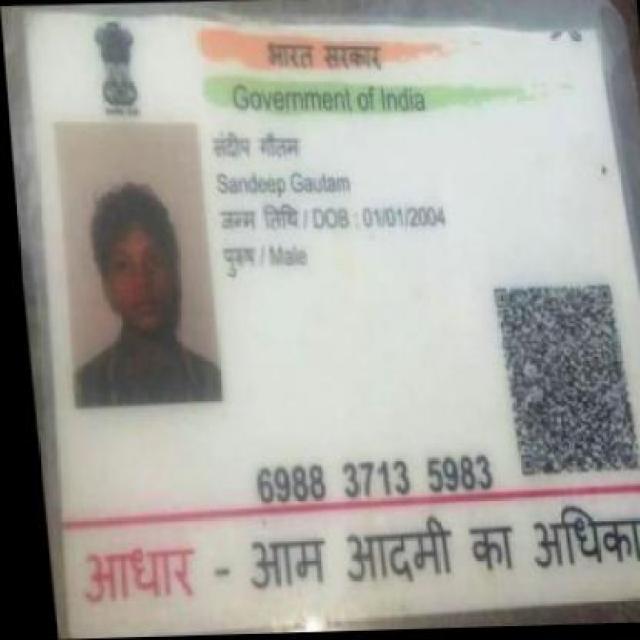 भारत सरकार
Government of India
संदीप गौतम
Sandeep Gautam
जन्म तिथि / DOB : 01/01/2004
पुरुष / Male
6988 3713 5983
आधार - आम आदमी का अधिका